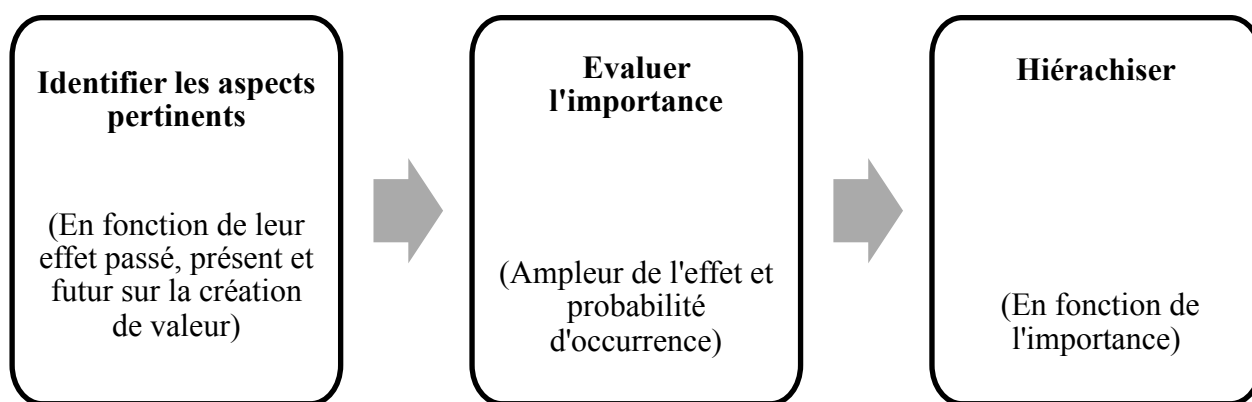 Identifier les aspects
pertinents
(En fonction de leur
effet passé, présent et
futur sur la création
de valeur)
Evaluer
l'importance
(Ampleur de l'effet et
probabilité
d'occurrence)
Hiérachiser
(En fonction de
l'importance)